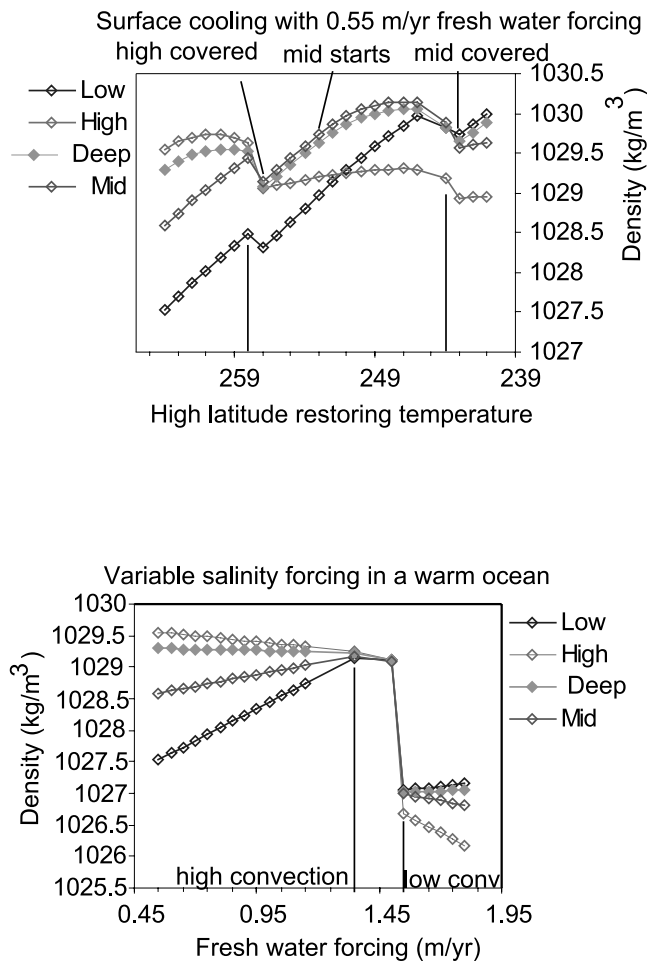 Surface cooling with 0.55 m/yr fresh water forcing
high covered
mid starts
mid covered
Low
High
Deep
Mid
1030.5
1030
1029.5
1029
1028.5
1028
1027.5
1027
Density (kg/m3)
259
249
239
High latitude restoring temperature
Variable salinity forcing in a warm ocean
1030
1029.5
1029
1028.5
1028
1027.5
1027
1026.5
1026
1025.5
Density (kg/m3)
Low
High
Deep
Mid
high convection
low conv
0.45
0.95
1.45
1.95
Fresh water forcing (m/yr)